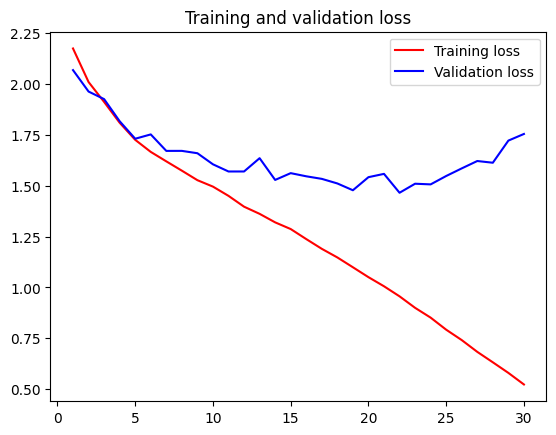 Training and validation loss
Training loss
Validation loss
2.25
2.00
1.75
1.50
1.25
1.00
0.75
0.50
0 5 10 15 20 25 30